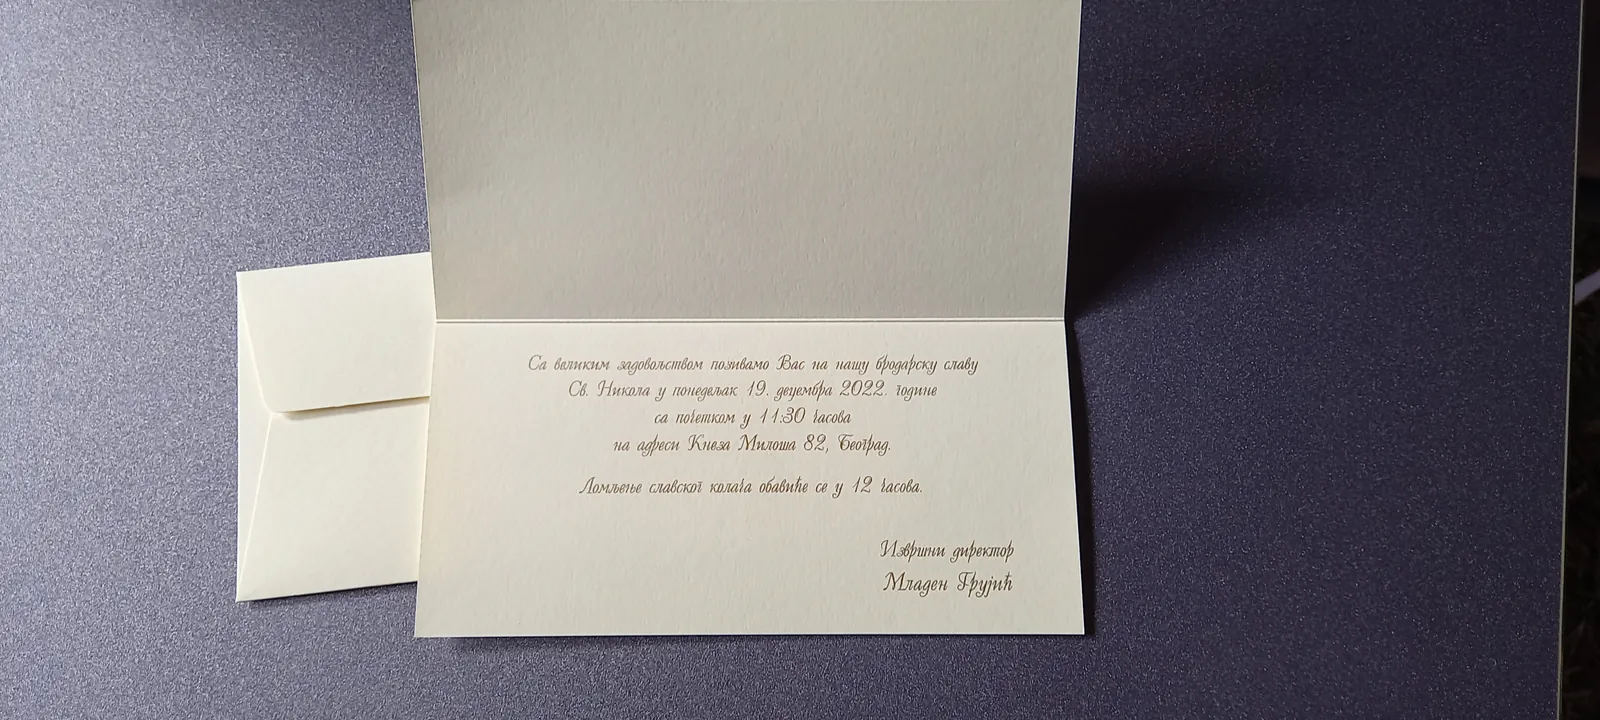 Са великим задовољством позивамо Вас на нашу бродарску славу
Св. Никола у понедељак 19. децембра 2022. године
са почетком у 11:30 часова
на адреси Кнеза Милоша 82, Београд.
Ломљење славског колача обавиће се у 12 часова.
Извршни директор
Младен Грујић